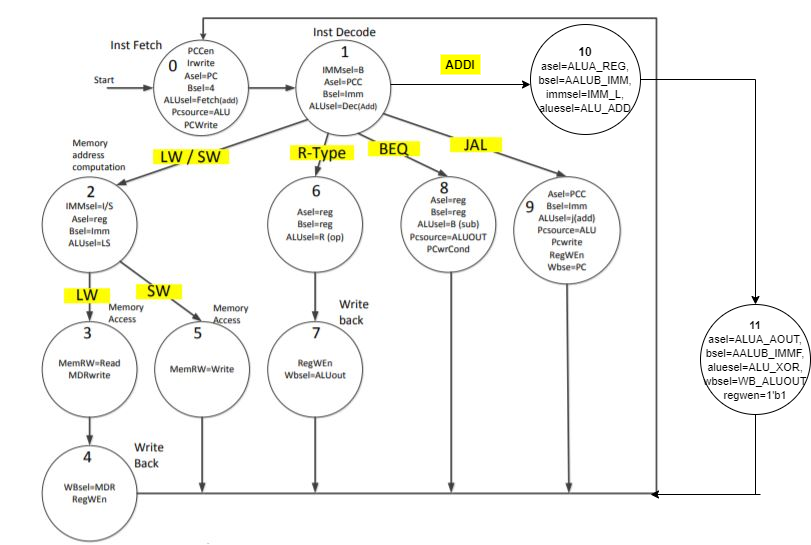 Inst Fetch
Start
0
PCCen
Irwrite
Asel=PC
Bsel=4
ALUsel=Fetch(add)
Pcsource=ALU
PCWrite
Inst Decode
1
IMMsel=B
Asel=PCC
Bsel=Imm
ALUsel=Dec(Add)
ADDI
10
asel=ALUA_REG,
bsel=AALUB_IMM,
immsel=IMM_L,
aluesel=ALU_ADD
LW / SW
R-Type
BEQ
JAL
Memory
address
computation
2
IMMsel=I/S
Asel=reg
Bsel=Imm
ALUsel=LS
6
Asel=reg
Bsel=reg
ALUsel=R (op)
8
Asel=reg
Bsel=reg
ALUsel=B (sub)
Pcsource=ALUOUT
PCwrCond
9
Asel=PCC
Bsel=Imm
ALUsel=j(add)
Pcsource=ALU
Pcwrite
RegWEn
Wbse=PC
LW
SW
Memory
Access
3
MemRW=Read
MDRwrite
Memory
Access
5
MemRW=Write
Write
back
7
RegWEn
Wbsel=ALUout
11
asel=ALUA_AOUT,
bsel=AALUB_IMMF,
aluesel=ALU_XOR,
wbsel=WB_ALUOUT
regwen=1'b1
Write
Back
4
WBsel=MDR
RegWEn